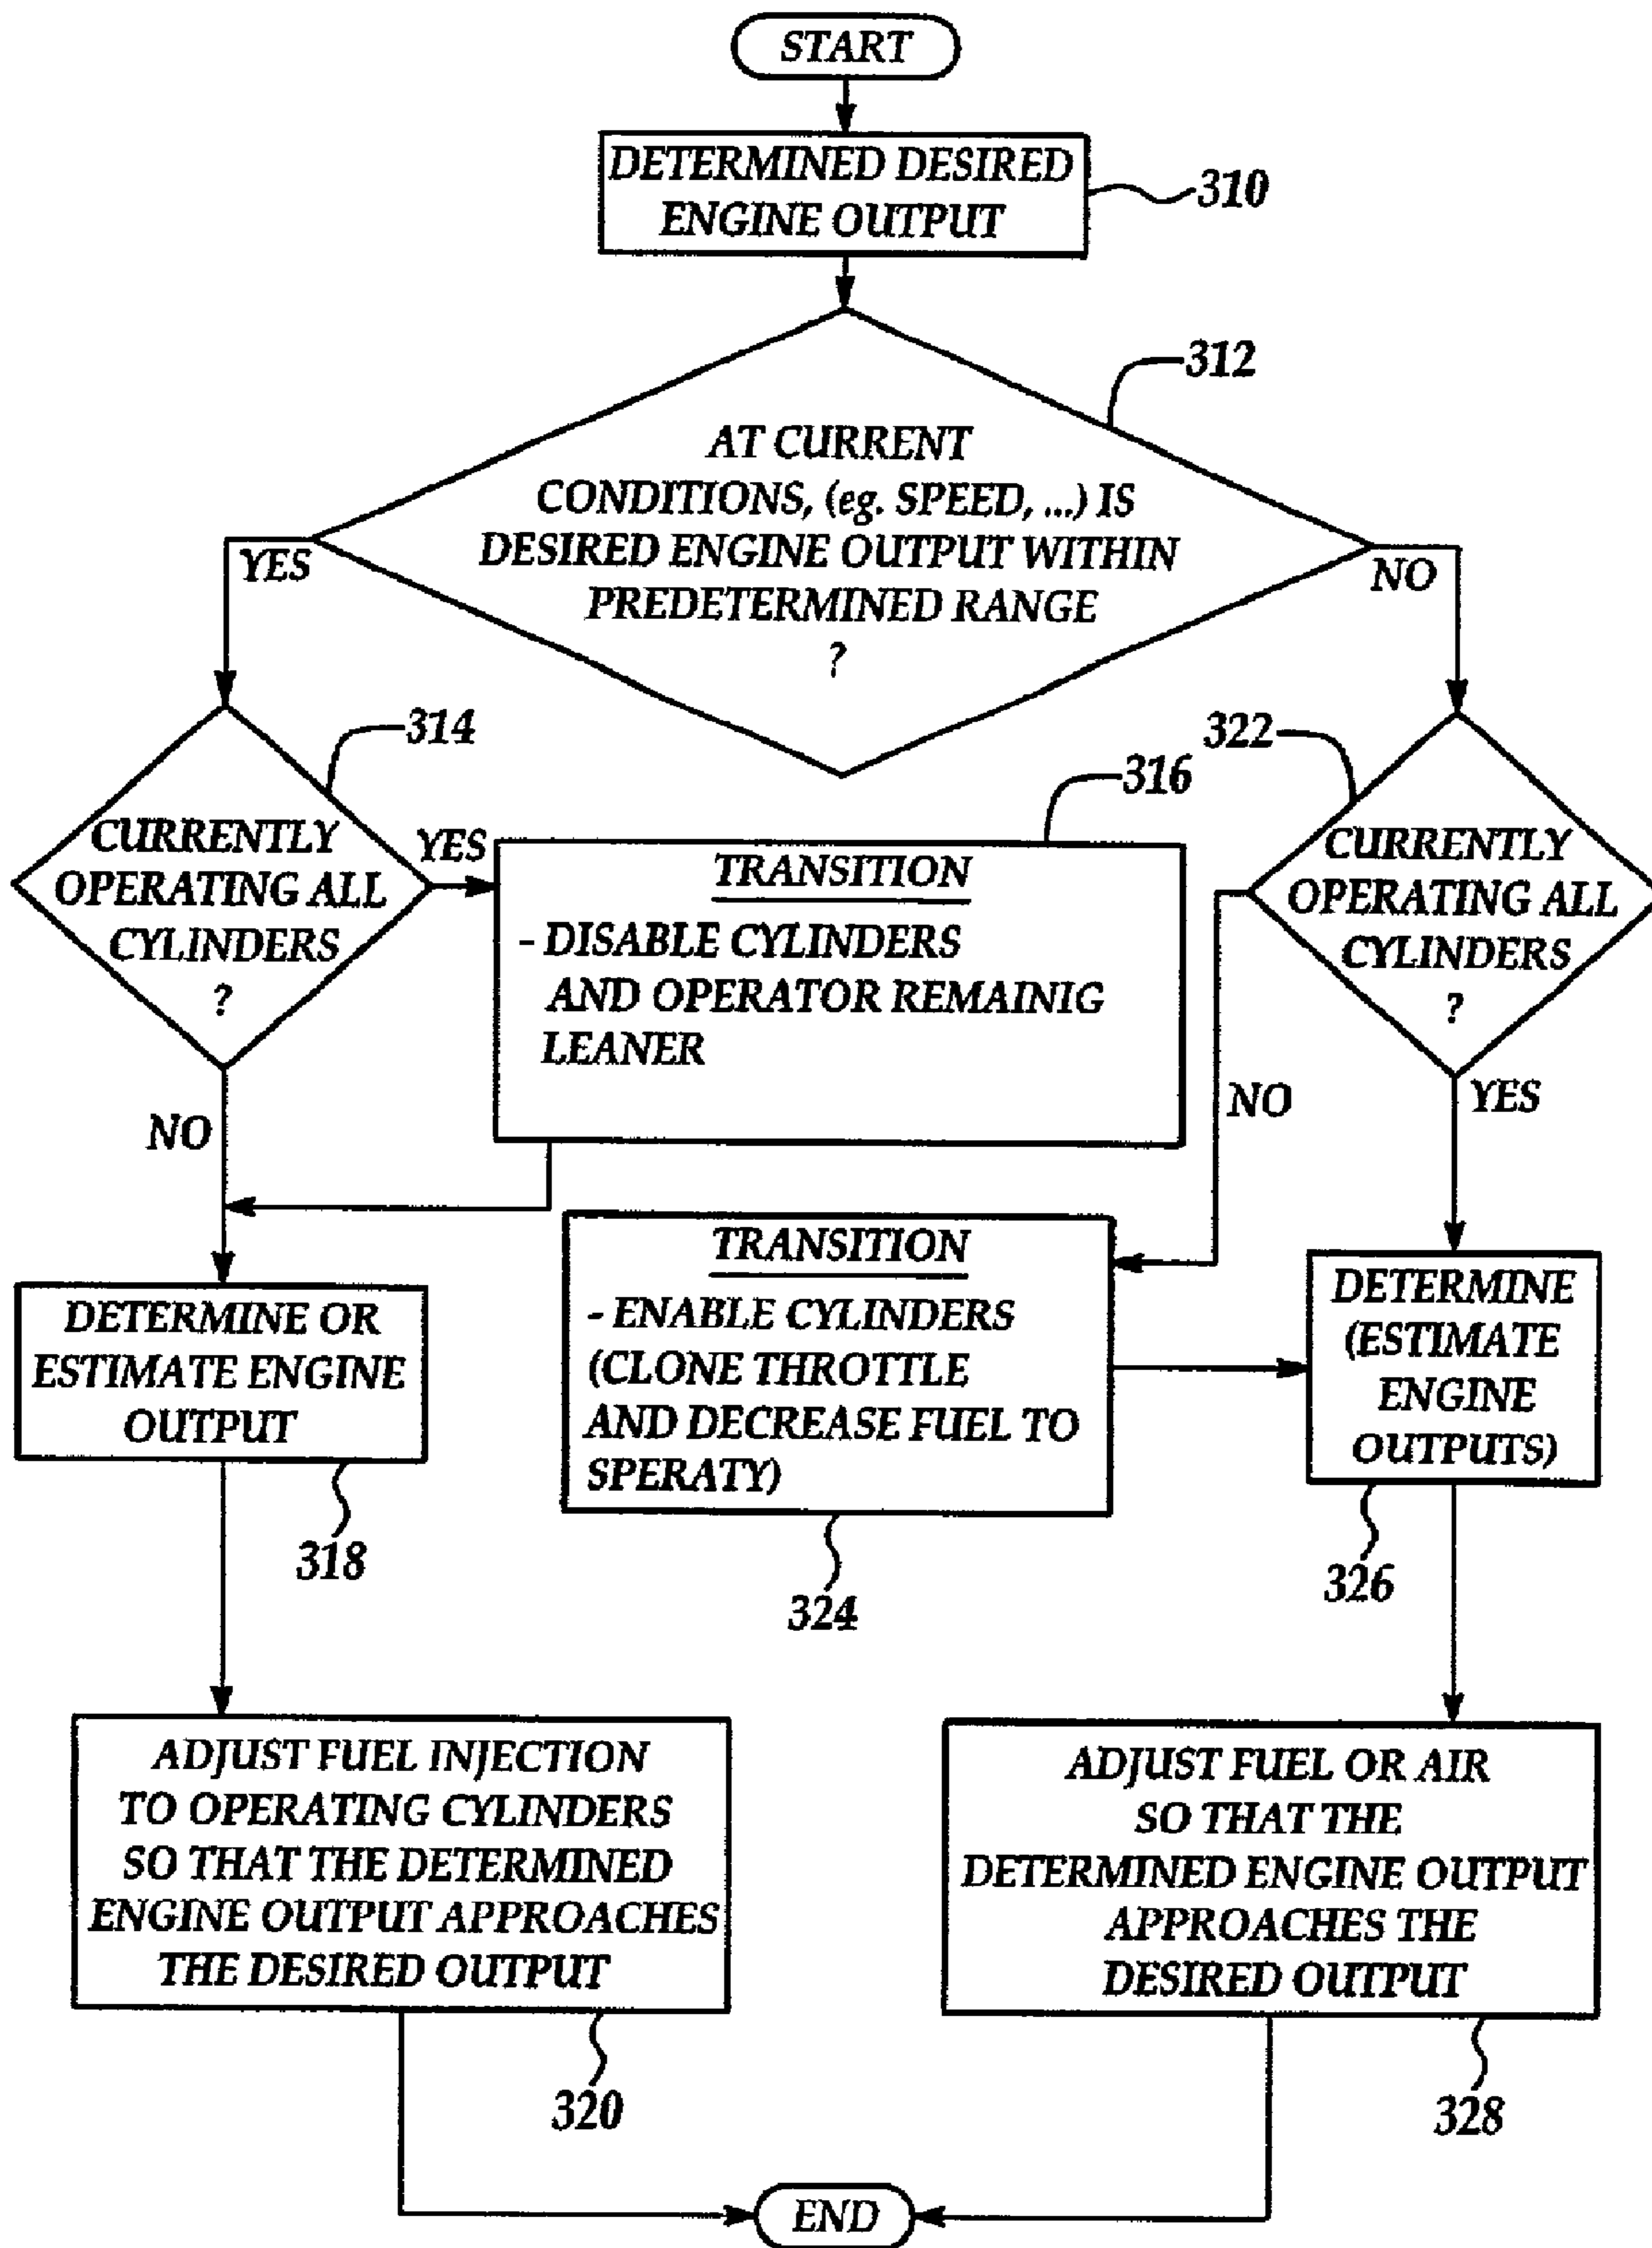 START
DETERMINED DESIRED
ENGINE OUTPUT
310
312
AT CURRENT
CONDITIONS, (eg. SPEED, ...) IS
DESIRED ENGINE OUTPUT WITHIN
PREDETERMINED RANGE
?
YES
NO
314
CURRENTLY
OPERATING ALL
CYLINDERS
?
YES
NO
316
TRANSITION
- DISABLE CYLINDERS
AND OPERATOR REMAINIG
LEANER
322
CURRENTLY
OPERATING ALL
CYLINDERS
?
NO
YES
TRANSITION
- ENABLE CYLINDERS
(CLONE THROTTLE
AND DECREASE FUEL TO
SPERATY)
324
DETERMINE OR
ESTIMATE ENGINE
OUTPUT
318
DETERMINE
(ESTIMATE
ENGINE
OUTPUTS)
326
ADJUST FUEL INJECTION
TO OPERATING CYLINDERS
SO THAT THE DETERMINED
ENGINE OUTPUT APPROACHES
THE DESIRED OUTPUT
320
ADJUST FUEL OR AIR
SO THAT THE
DETERMINED ENGINE OUTPUT
APPROACHES THE
DESIRED OUTPUT
328
END